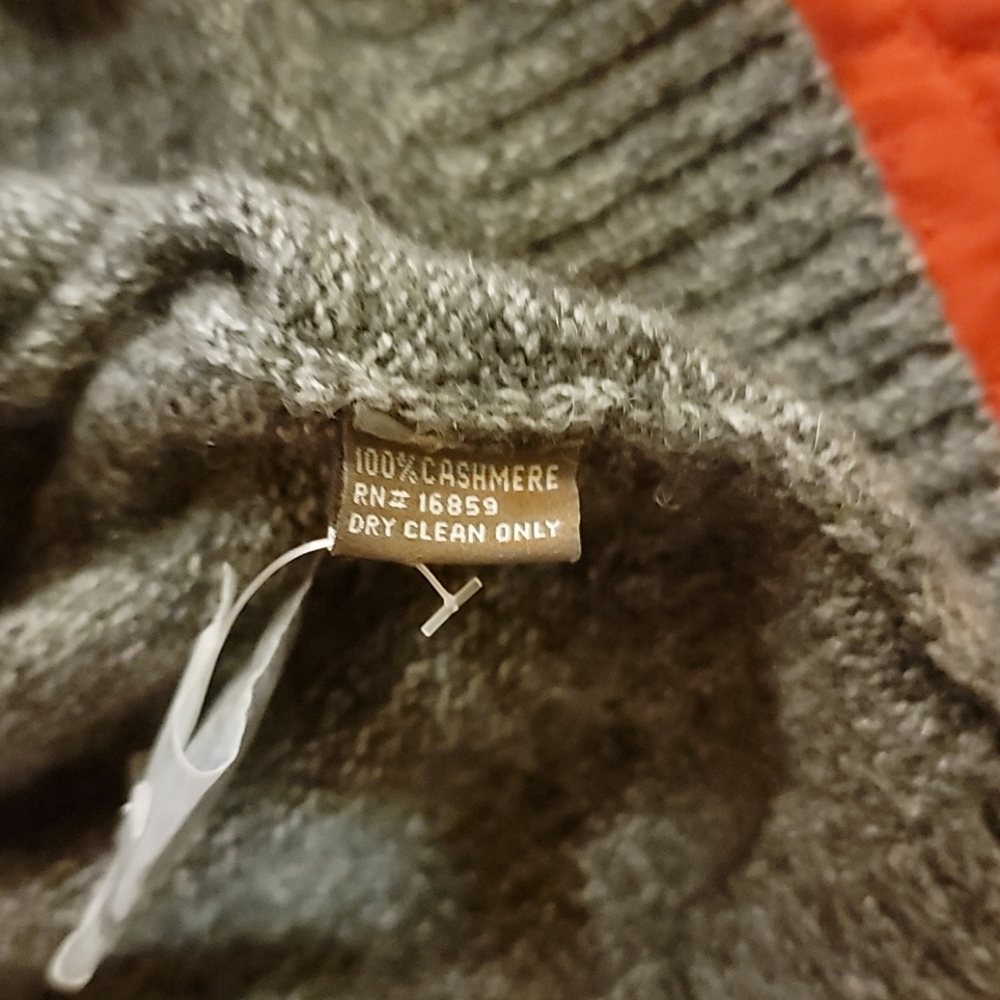 100%CASHMERE
RN# 16859
DRY CLEAN ONLY